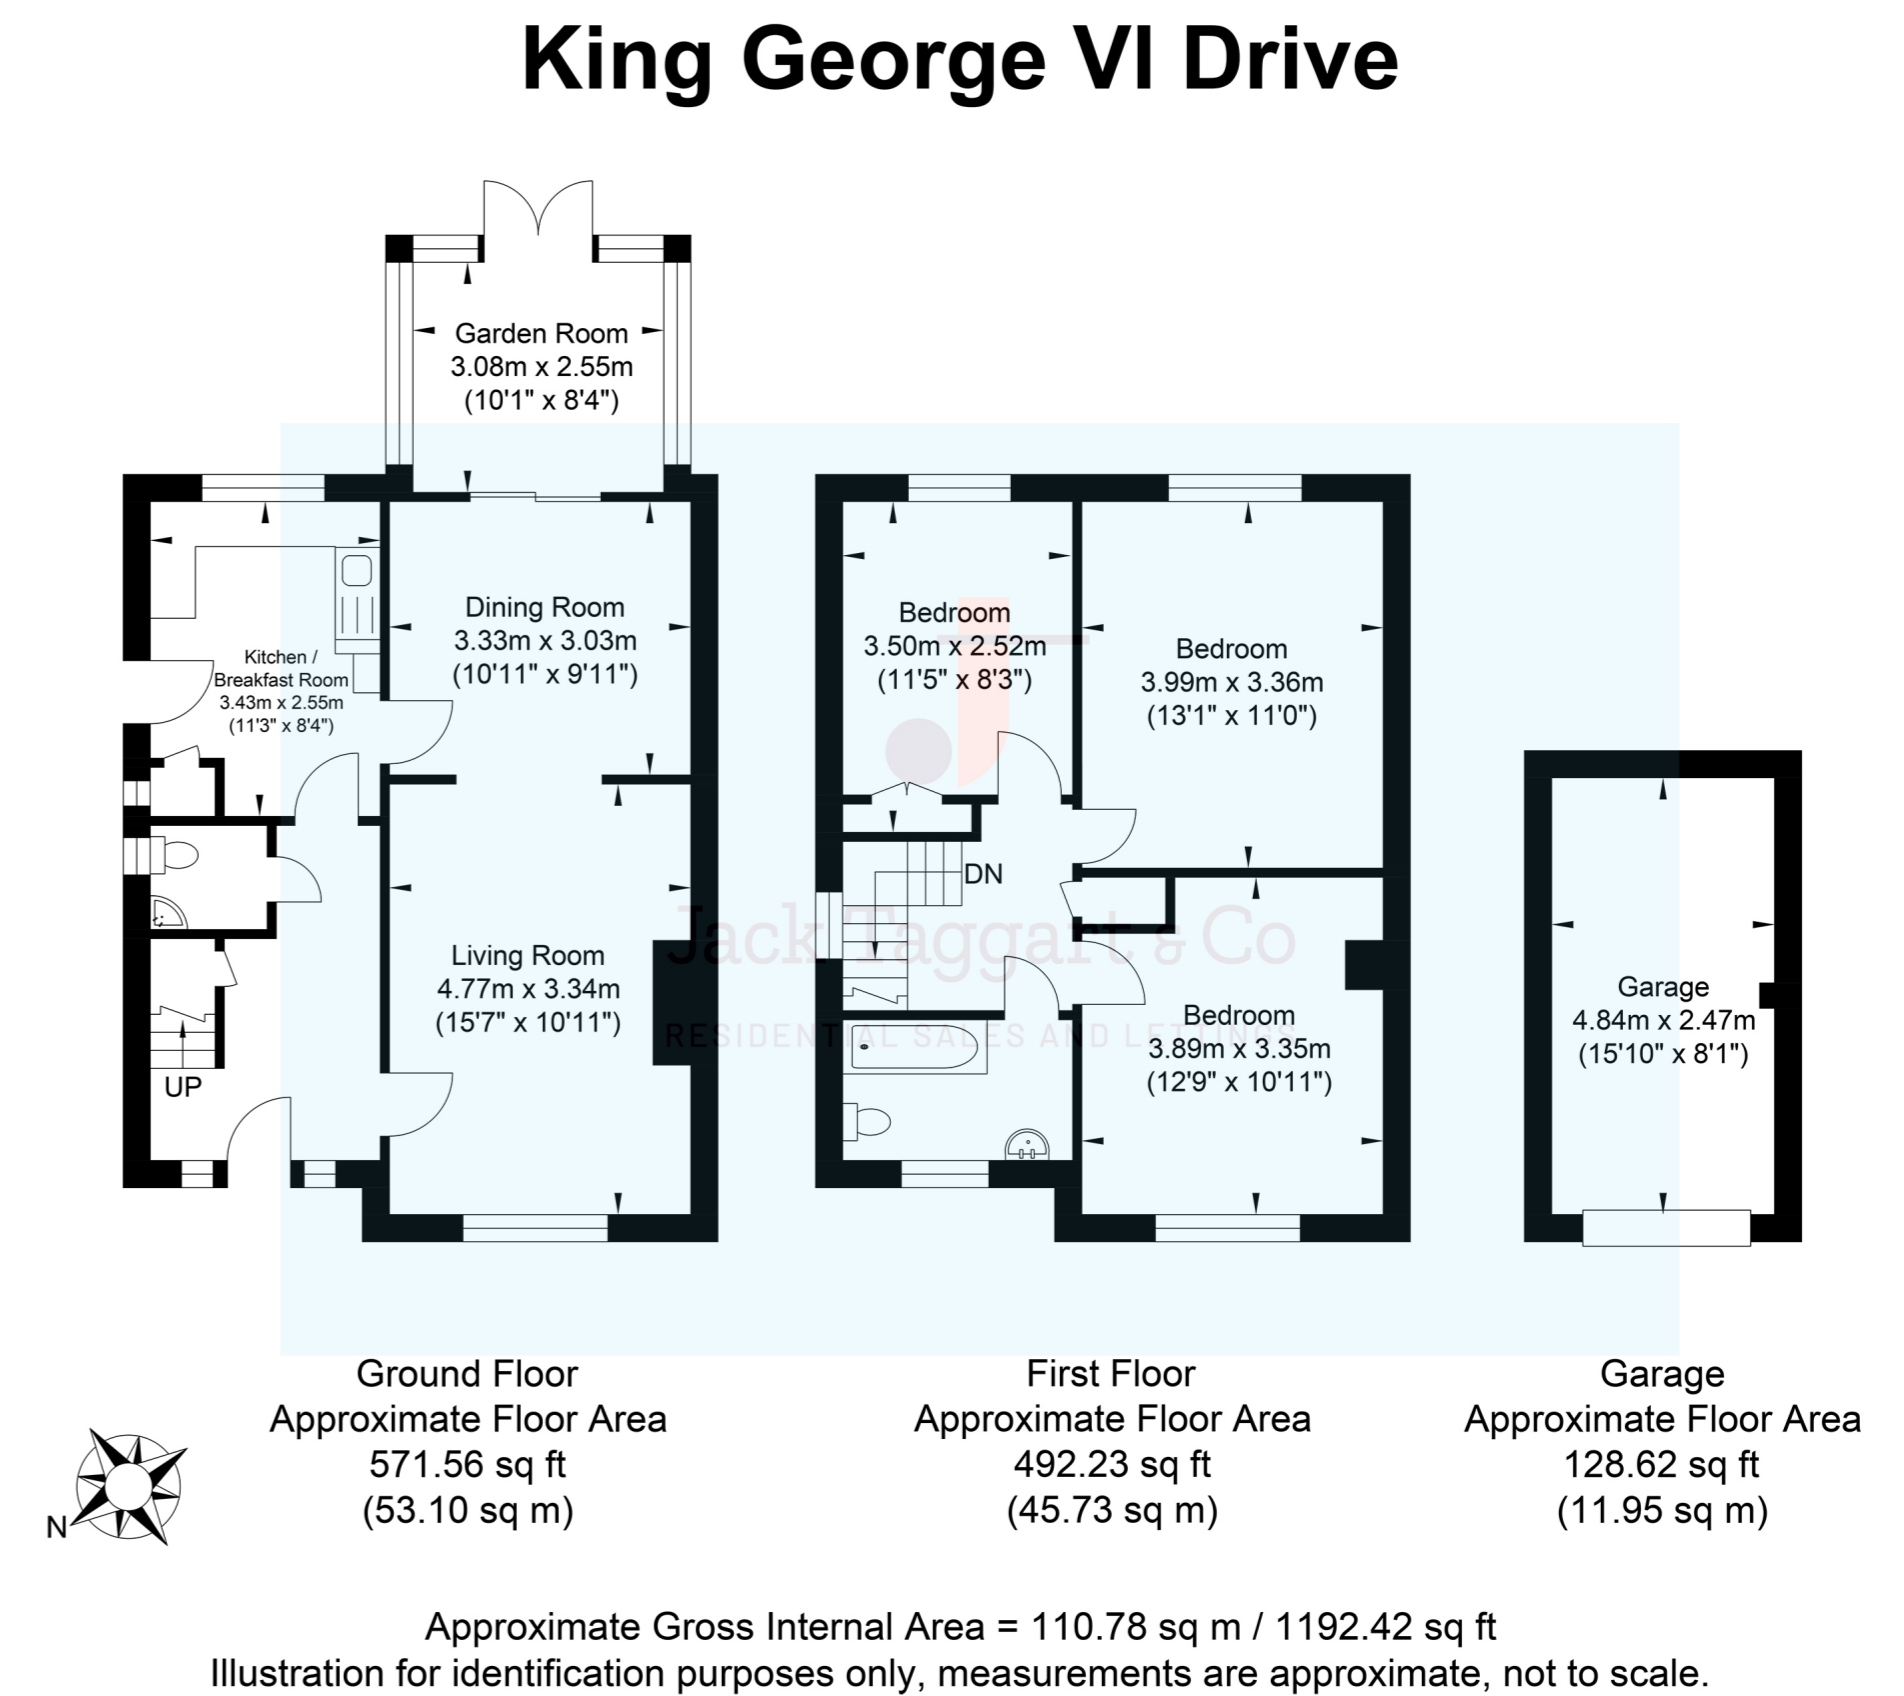 King George VI Drive
Garden Room
3.08m x 2.55m
(10'1" x 8'4")
Kitchen /
Breakfast Room
3.43m x 2.55m
(11'3" x 8'4")
Dining Room
3.33m x 3.03m
(10'11" x 9'11")
Living Room
4.77m x 3.34m
(15'7" x 10'11")
UP
Bedroom
3.50m x 2.52m
(11'5" x 8'3")
Bedroom
3.99m x 3.36m
(13'1" x 11'0")
DN
Bedroom
3.89m x 3.35m
(12'9" x 10'11")
Jack Taggart & Co
RESIDENTIAL SALES AND LETTINGS
Garage
4.84m x 2.47m
(15'10" x 8'1")
Ground Floor
Approximate Floor Area
571.56 sq ft
(53.10 sq m)
First Floor
Approximate Floor Area
492.23 sq ft
(45.73 sq m)
Garage
Approximate Floor Area
128.62 sq ft
(11.95 sq m)
N
Approximate Gross Internal Area = 110.78 sq m / 1192.42 sq ft
Illustration for identification purposes only, measurements are approximate, not to scale.